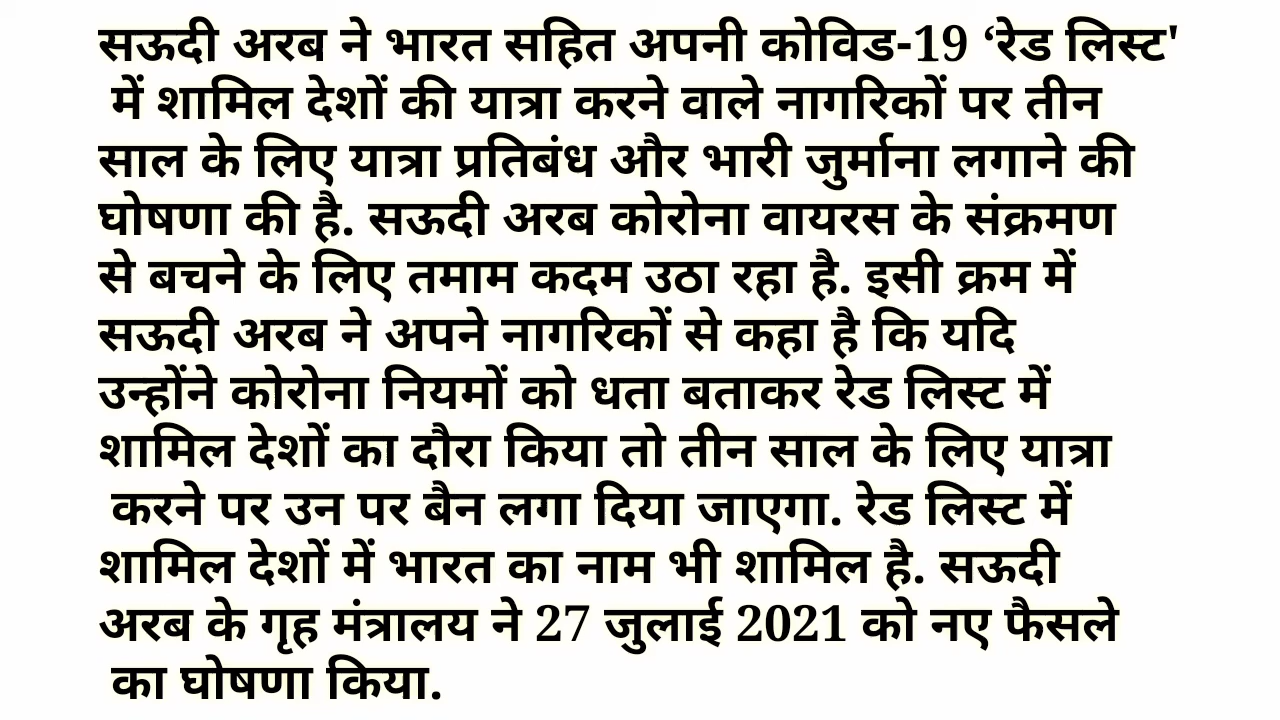 सऊदी अरब ने भारत सहित अपनी कोविड-19 ‘रेड लिस्ट'
में शामिल देशों की यात्रा करने वाले नागरिकों पर तीन
साल के लिए यात्रा प्रतिबंध और भारी जुर्माना लगाने की
घोषणा की है. सऊदी अरब कोरोना वायरस के संक्रमण
से बचने के लिए तमाम कदम उठा रहा है. इसी क्रम में
सऊदी अरब ने अपने नागरिकों से कहा है कि यदि
उन्होंने कोरोना नियमों को धता बताकर रेड लिस्ट में
शामिल देशों का दौरा किया तो तीन साल के लिए यात्रा
करने पर उन पर बैन लगा दिया जाएगा. रेड लिस्ट में
शामिल देशों में भारत का नाम भी शामिल है. सऊदी
अरब के गृह मंत्रालय ने 27 जुलाई 2021 को नए फैसले
का घोषणा किया.